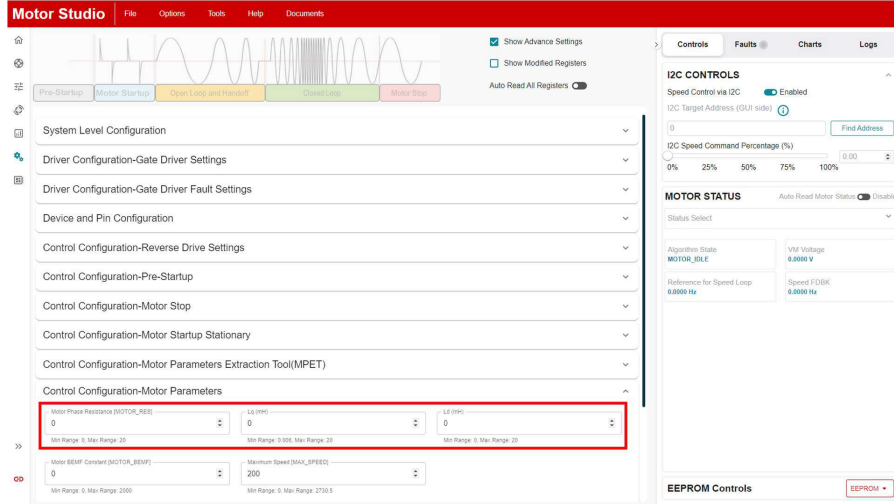 Motor Studio File Options Tools Help Documents
Show Advance Settings
Show Modified Registers
Auto Read All Registers
Pre-Startup Motor Startup Open Loop and Handoff Closed Loop Motor Stop
System Level Configuration
Driver Configuration-Gate Driver Settings
Driver Configuration-Gate Driver Fault Settings
Device and Pin Configuration
Control Configuration-Reverse Drive Settings
Control Configuration-Pre-Startup
Control Configuration-Motor Stop
Control Configuration-Motor Startup Stationary
Control Configuration-Motor Parameters Extraction Tool(MPET)
Control Configuration-Motor Parameters
Motor Phase Resistance [MOTOR_RES] Lq (mH) Ld (mH)
0 0 0
Min Range: 0, Max Range: 20 Min Range: 0.006, Max Range: 20 Min Range: 0, Max Range: 20
Motor BEMF Constant [MOTOR_BEMF] Maximum Speed [MAX_SPEED]
0 200
Min Range: 0, Max Range: 2000 Min Range: 0, Max Range: 2730.5
Controls Faults Charts Logs
I2C CONTROLS
Speed Control via I2C Enabled
I2C Target Address (GUI side)
0 Find Address
I2C Speed Command Percentage (%)
0.00
0% 25% 50% 75% 100%
MOTOR STATUS Auto Read Motor Status Disable
Status Select
Algorithm State VM Voltage
MOTOR_IDLE 0.0000 V
Reference for Speed Loop Speed FDBK
0.0000 Hz 0.0000 Hz
EEPROM Controls EEPROM